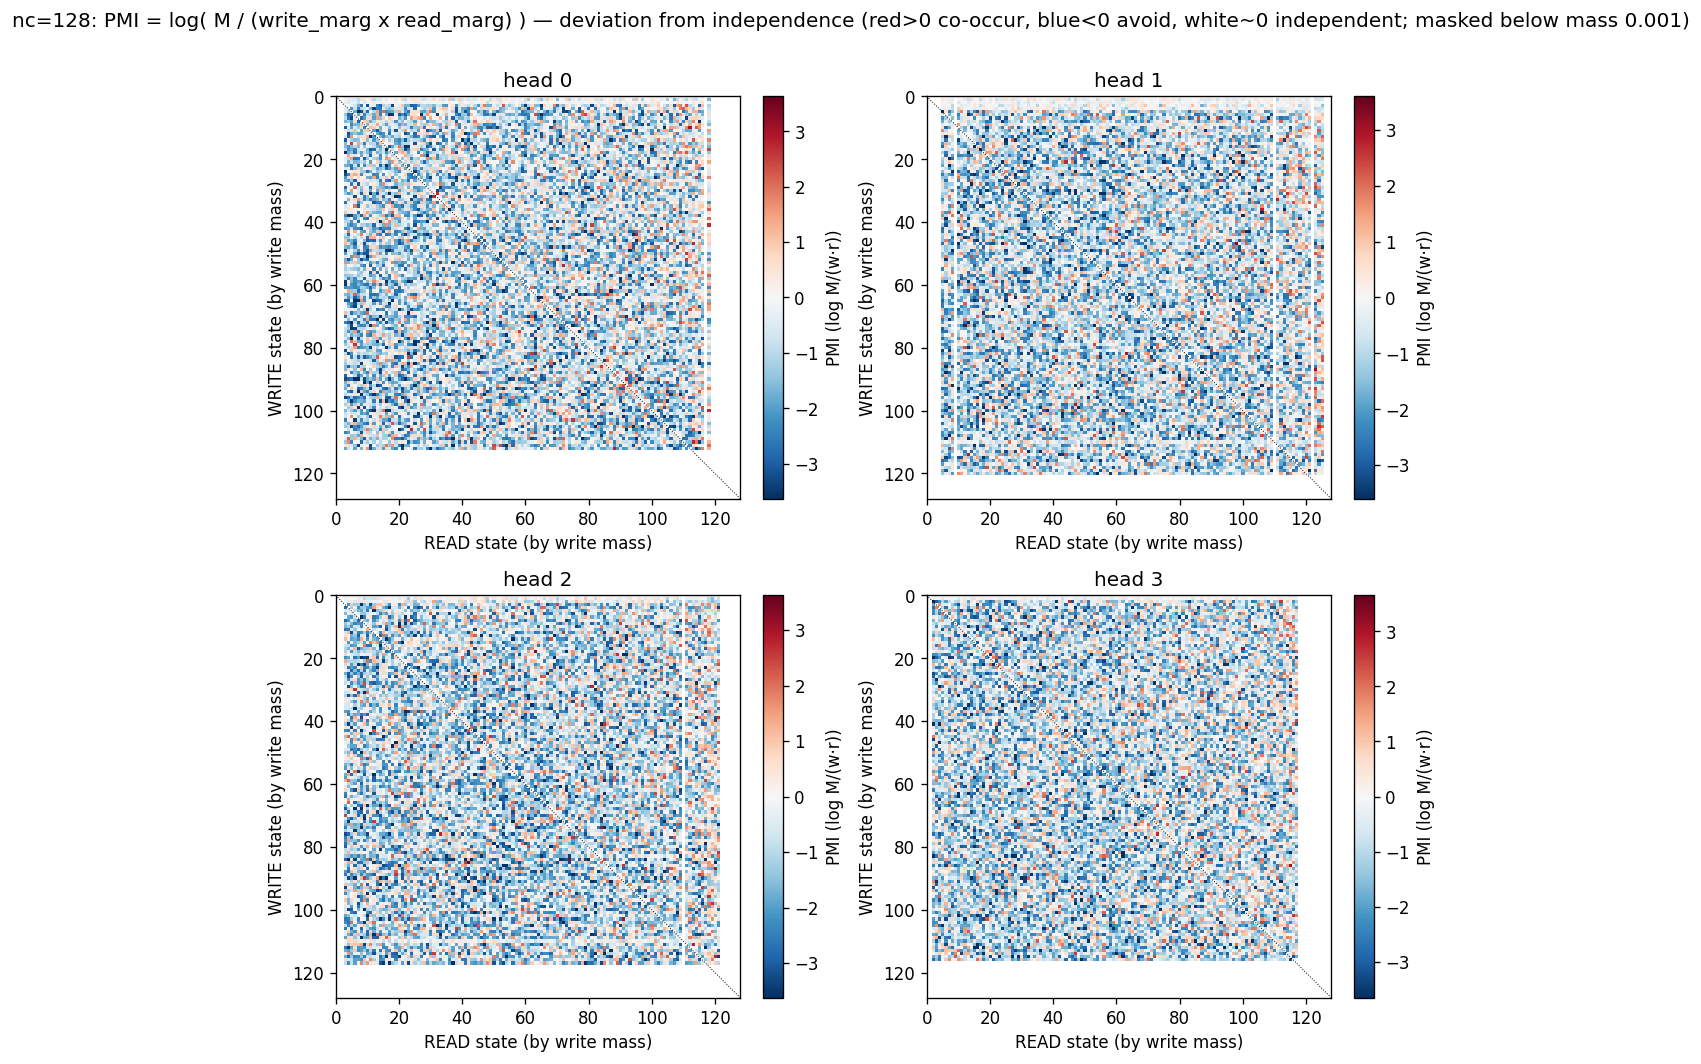 nc=128: PMI = log( M / (write_marg x read_marg) ) — deviation from independence (red>0 co-occur, blue<0 avoid, white~0 independent; masked below mass 0.001)
head 0
WRITE state (by write mass)
0
20
40
60
80
100
120
0 20 40 60 80 100 120
READ state (by write mass)
3
2
1
0
−1
−2
−3
PMI (log M/(w·r))
head 1
WRITE state (by write mass)
0
20
40
60
80
100
120
0 20 40 60 80 100 120
READ state (by write mass)
3
2
1
0
−1
−2
−3
PMI (log M/(w·r))
head 2
WRITE state (by write mass)
0
20
40
60
80
100
120
0 20 40 60 80 100 120
READ state (by write mass)
3
2
1
0
−1
−2
−3
PMI (log M/(w·r))
head 3
WRITE state (by write mass)
0
20
40
60
80
100
120
0 20 40 60 80 100 120
READ state (by write mass)
3
2
1
0
−1
−2
−3
PMI (log M/(w·r))